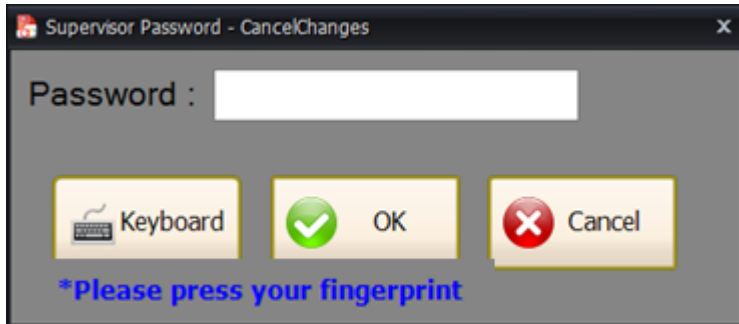 Supervisor Password - CancelChanges
x
Password :
Keyboard
OK
Cancel
*Please press your fingerprint